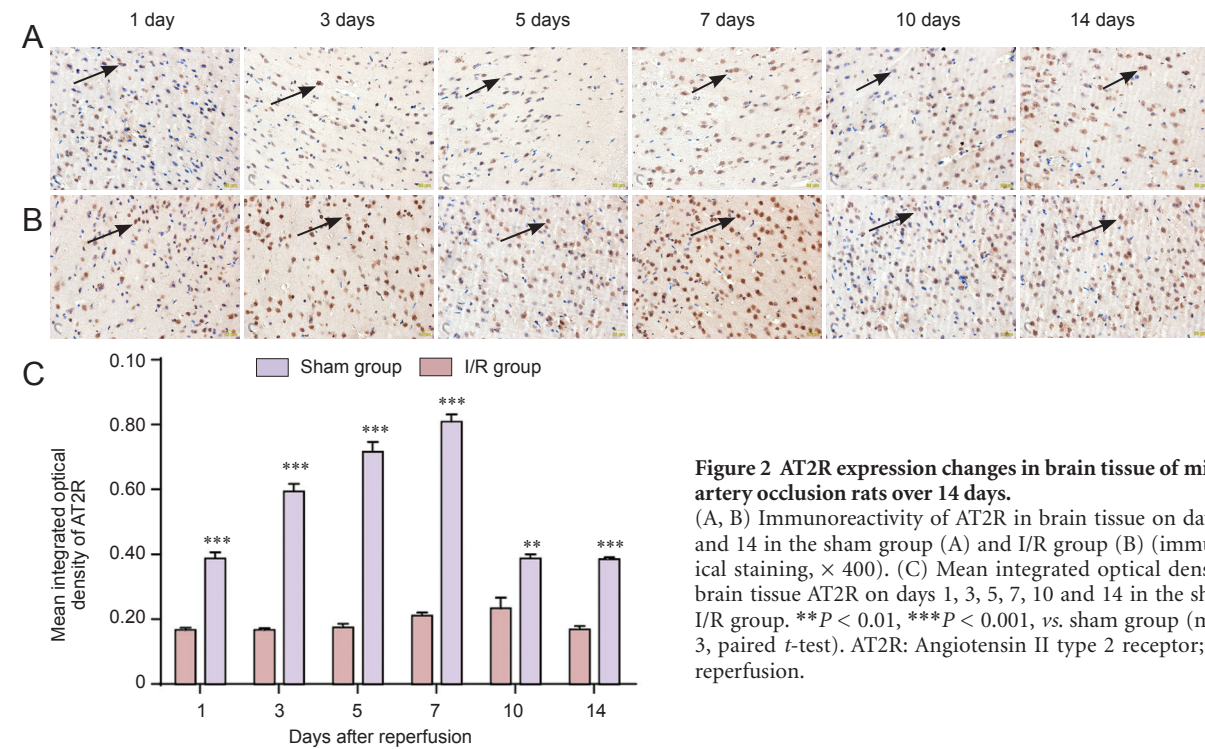 1 day 3 days 5 days 7 days 10 days 14 days
A
B
C
0.10
0.80
0.60
0.40
0.20
0
Mean integrated optical
density of AT2R
Sham group I/R group
*** *** *** *** ** ***
1 3 5 7 10 14
Days after reperfusion
Figure 2 AT2R expression changes in brain tissue of mi
artery occlusion rats over 14 days.
(A, B) Immunoreactivity of AT2R in brain tissue on da
and 14 in the sham group (A) and I/R group (B) (immu
ical staining, × 400). (C) Mean integrated optical dens
brain tissue AT2R on days 1, 3, 5, 7, 10 and 14 in the sh
I/R group. **P < 0.01, ***P < 0.001, vs. sham group (m
3, paired t-test). AT2R: Angiotensin II type 2 receptor;
reperfusion.